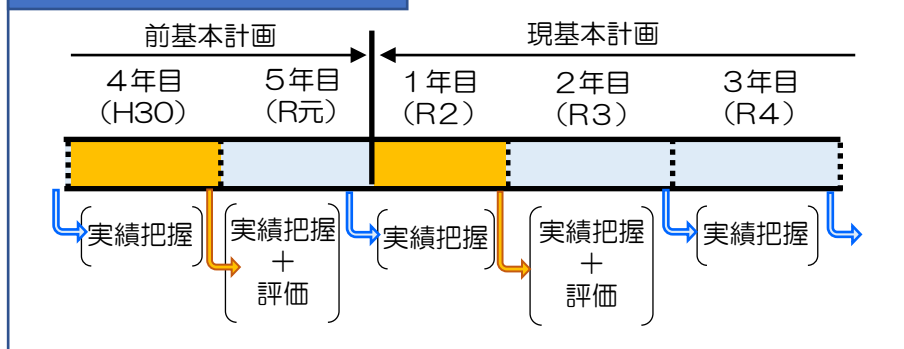 前基本計画
現基本計画
４年目
（H30）
５年目
（R元）
１年目
（R2）
２年目
（R3）
３年目
（R4）
実績把握
実績把握
＋
評価
実績把握
実績把握
＋
評価
実績把握